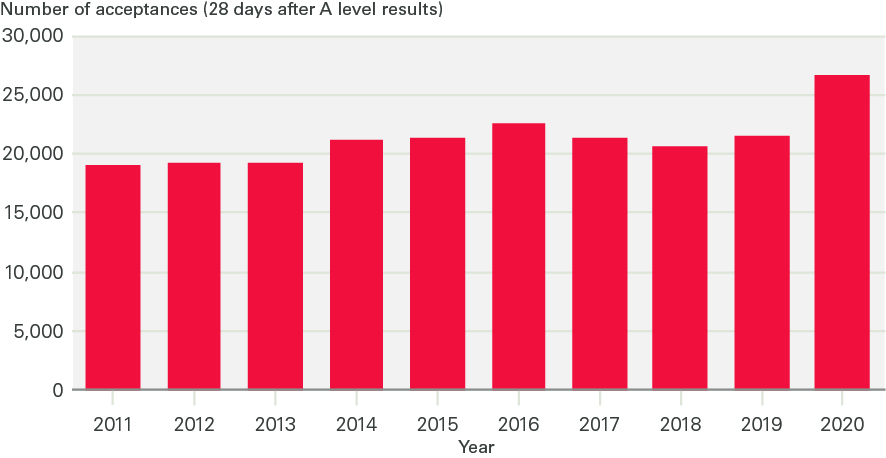 Number of acceptances (28 days after A level results)
30,000
25,000
20,000
15,000
10,000
5,000
0
2011 2012 2013 2014 2015 2016 2017 2018 2019 2020
Year